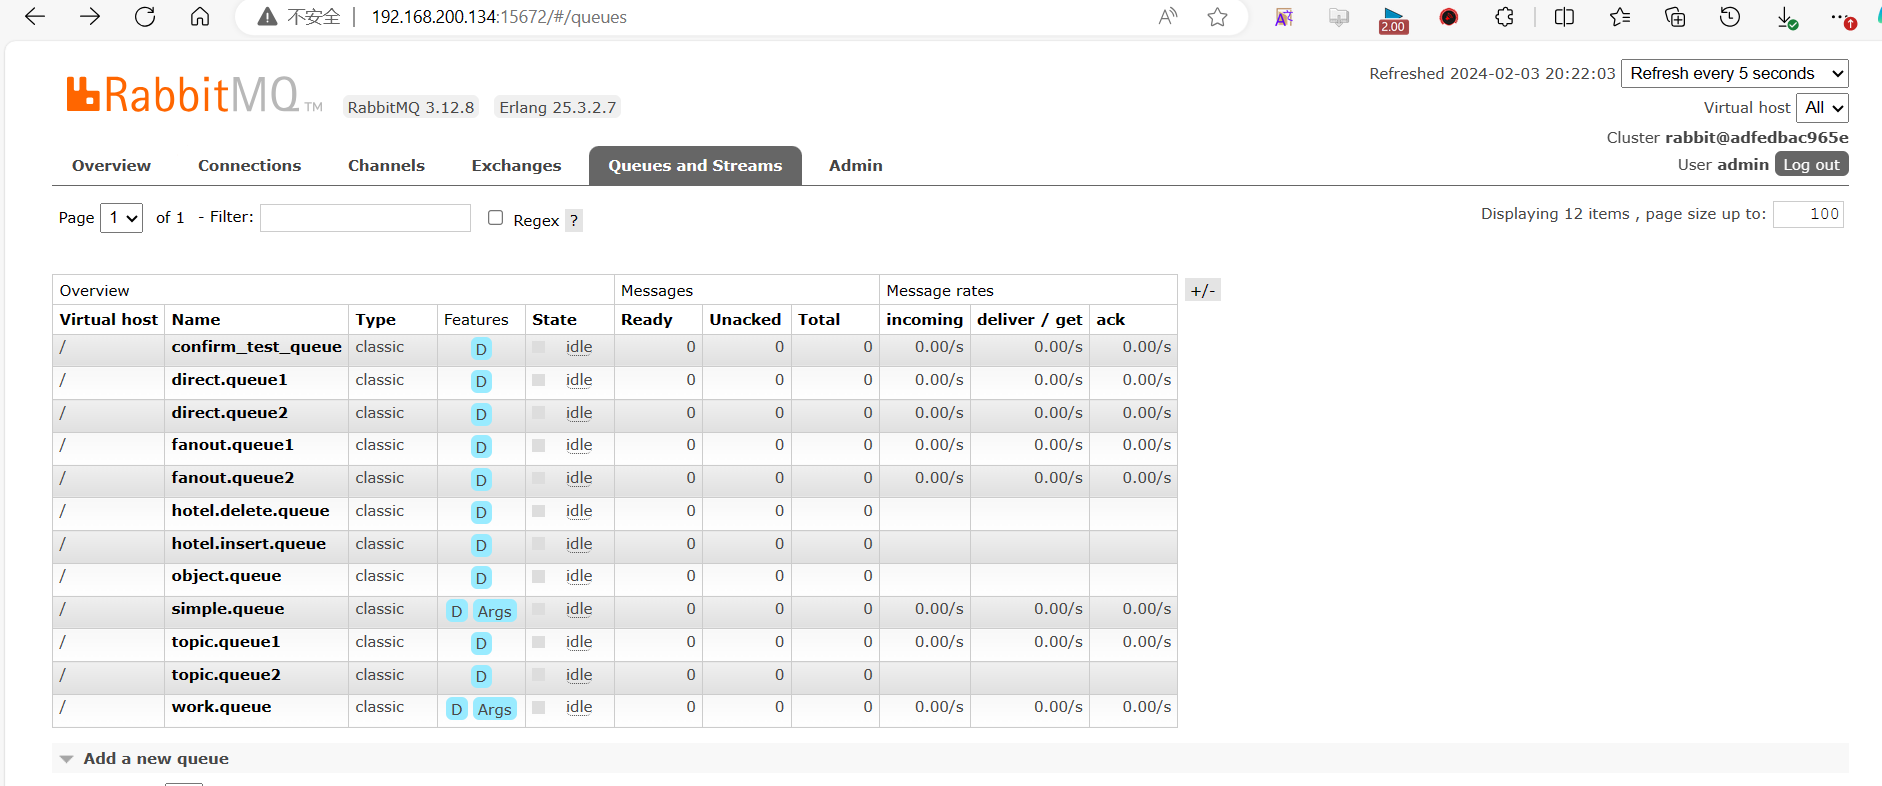 不安全 192.168.200.134:15672/#/queues
2.00
RabbitMQ TM RabbitMQ 3.12.8 Erlang 25.3.2.7
Refreshed 2024-02-03 20:22:03 Refresh every 5 seconds
Virtual host All
Cluster rabbit@adfedbac965e
User admin Log out
Overview Connections Channels Exchanges Queues and Streams Admin
Page 1 of 1 - Filter: Regex ?
Displaying 12 items , page size up to: 100
Overview Messages Message rates +/-
Virtual host Name Type Features State Ready Unacked Total incoming deliver / get ack
/ confirm_test_queue classic D idle 0 0 0 0.00/s 0.00/s 0.00/s
/ direct.queue1 classic D idle 0 0 0 0.00/s 0.00/s 0.00/s
/ direct.queue2 classic D idle 0 0 0 0.00/s 0.00/s 0.00/s
/ fanout.queue1 classic D idle 0 0 0 0.00/s 0.00/s 0.00/s
/ fanout.queue2 classic D idle 0 0 0 0.00/s 0.00/s 0.00/s
/ hotel.delete.queue classic D idle 0 0 0
/ hotel.insert.queue classic D idle 0 0 0
/ object.queue classic D idle 0 0 0
/ simple.queue classic D Args idle 0 0 0 0.00/s 0.00/s 0.00/s
/ topic.queue1 classic D idle 0 0 0 0.00/s 0.00/s 0.00/s
/ topic.queue2 classic D idle 0 0 0
/ work.queue classic D Args idle 0 0 0 0.00/s 0.00/s 0.00/s
Add a new queue